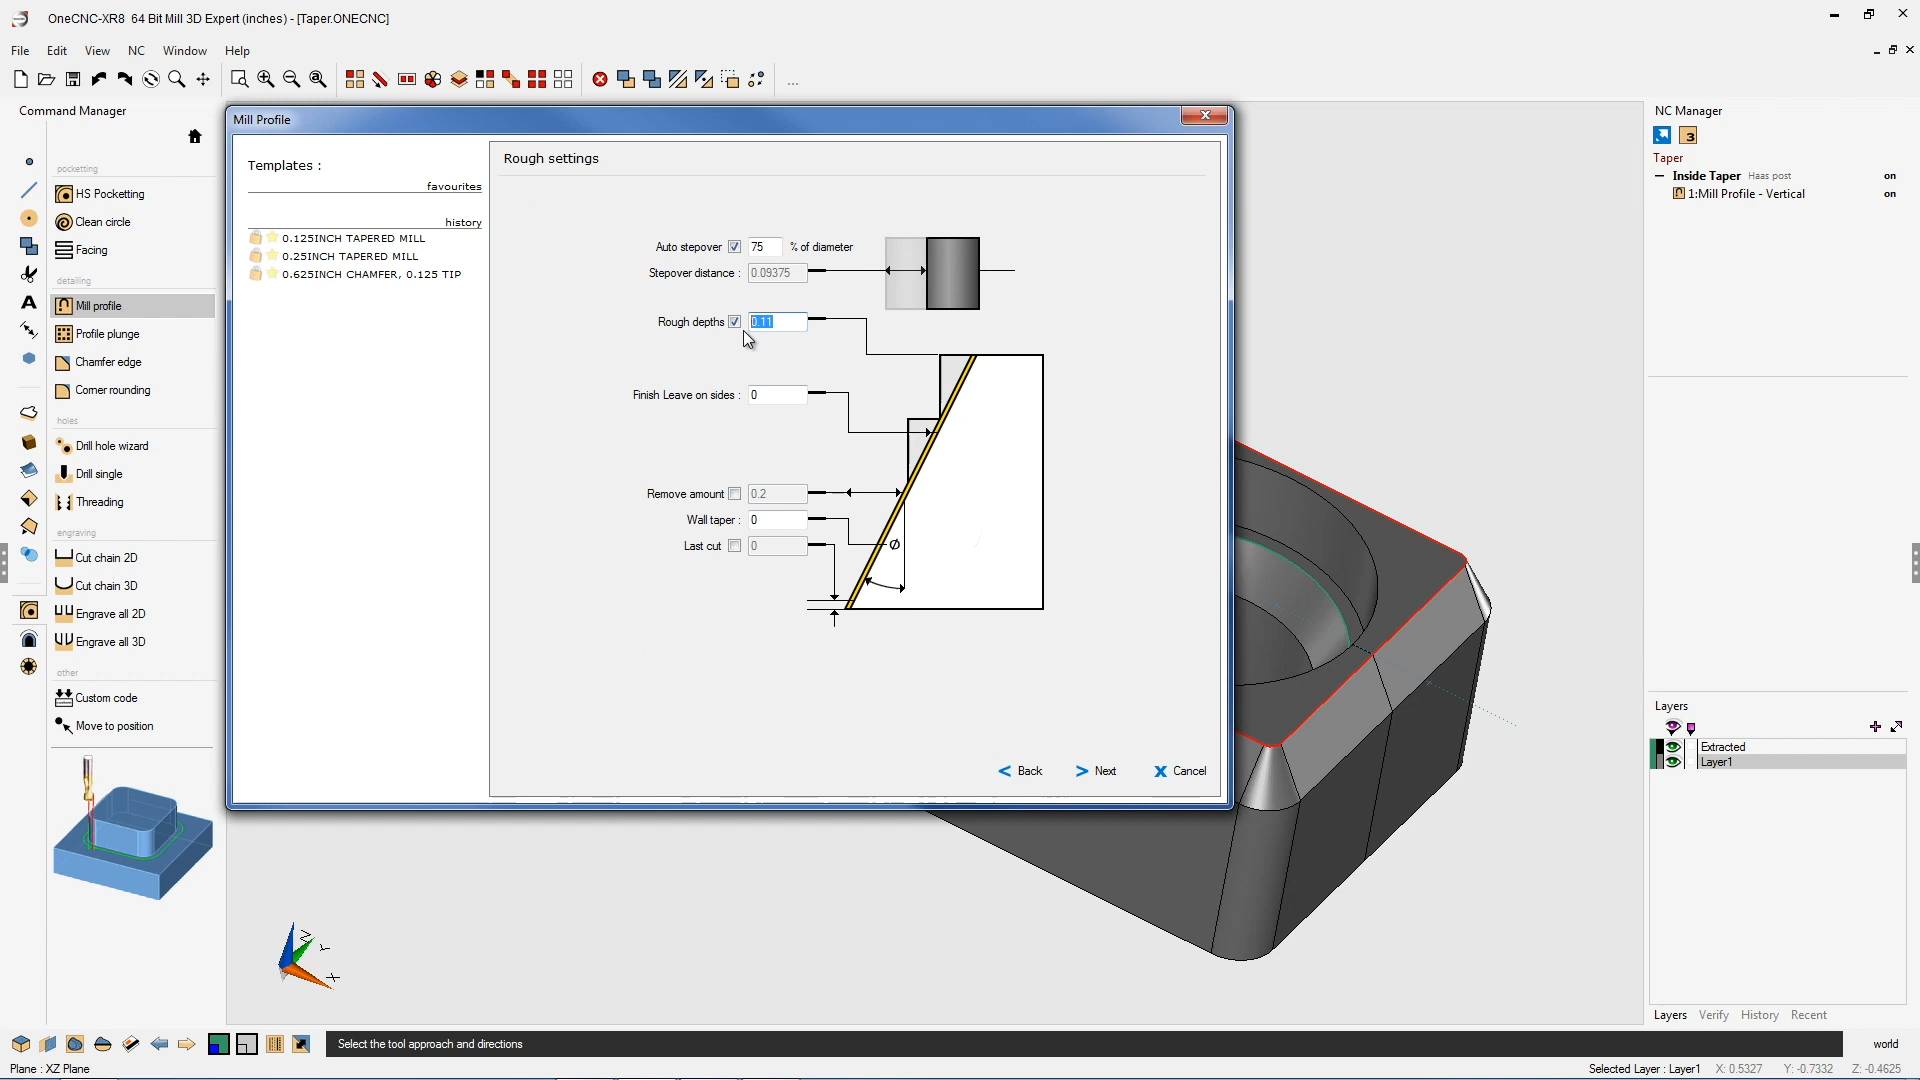 OneCNC-XR8  64 Bit Mill 3D Expert (inches) - [Taper.ONECNC]
File Edit View NC Window Help
...
Command Manager
pocketting
HS Pocketting
Clean circle
Facing
detailing
Mill profile
Profile plunge
Chamfer edge
Corner rounding
holes
Drill hole wizard
Drill single
Threading
engraving
Cut chain 2D
Cut chain 3D
Engrave all 2D
Engrave all 3D
other
Custom code
Move to position
Mill Profile
Templates :
favourites
history
0.125INCH TAPERED MILL
0.25INCH TAPERED MILL
0.625INCH CHAMFER, 0.125 TIP
Rough settings
Auto stepover 75 % of diameter
Stepover distance : 0.09375
Rough depths 0.11
Finish Leave on sides : 0
Remove amount 0.2
Wall taper : 0
Last cut 0
Ø
< Back > Next X Cancel
Z Y X
NC Manager
3
Taper
Inside Taper Haas post on
1:Mill Profile - Vertical on
Layers
Extracted
Layer1
Layers Verify History Recent
Select the tool approach and directions
world
Plane : XZ Plane
Selected Layer : Layer1 X: 0.5327 Y: -0.7332 Z: -0.4625